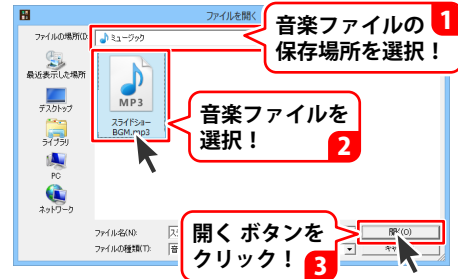 ファイルを開く
音楽ファイルの
保存場所を選択！
1
ファイルの場所(I):
ミュージック
最近表示した場所
デスクトップ
ライブラリ
PC
ネットワーク
MP3
スライドショー
BGM.mp3
音楽ファイルを
選択！
2
ファイル名(N):
ファイルの種類(T):
開く(O)
開く ボタンを
クリック！
3